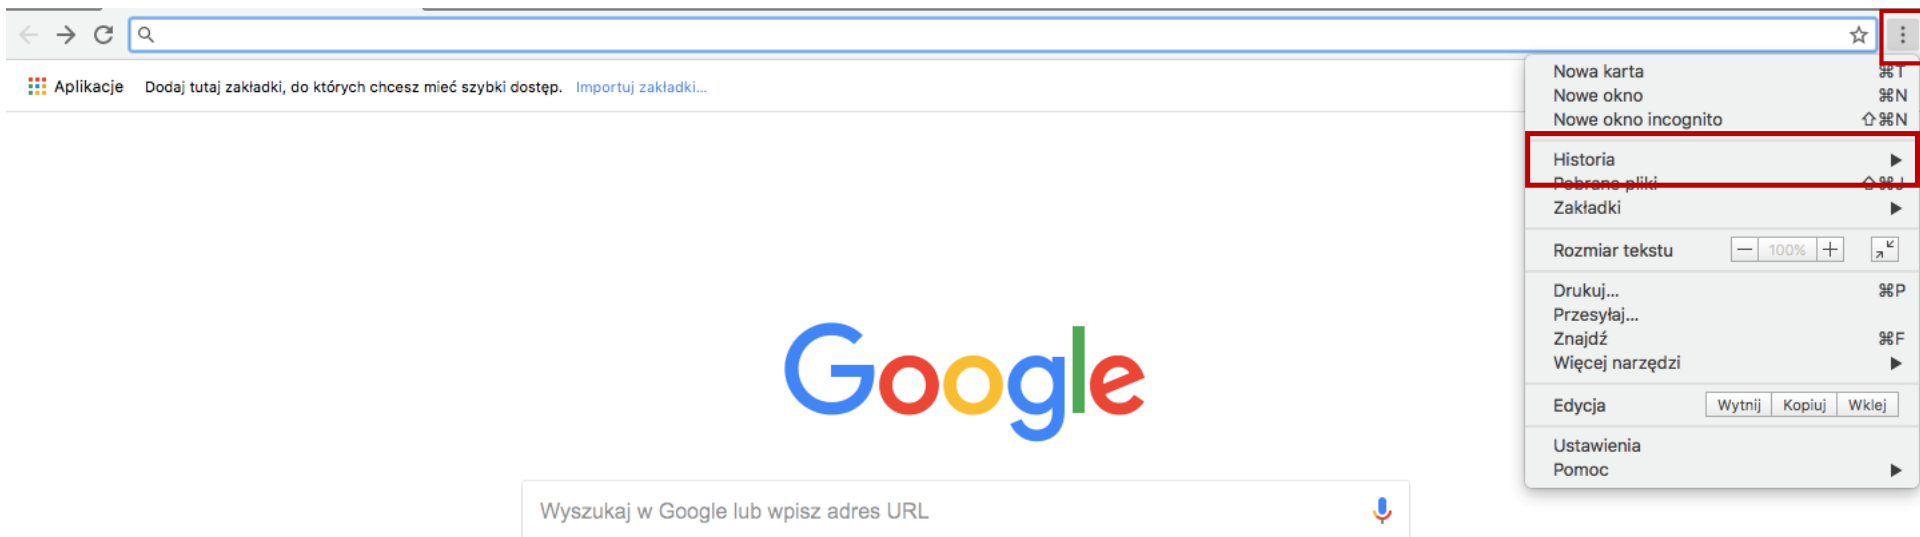 Aplikacje Dodaj tutaj zakładki, do których chcesz mieć szybki dostęp. Importuj zakładki...
Nowa karta ⌘T
Nowe okno ⌘N
Nowe okno incognito ⇧⌘N
Historia
Pobrane pliki ⇧⌘J
Zakładki
Rozmiar tekstu − 100% +
Drukuj... ⌘P
Przesyłaj...
Znajdź ⌘F
Więcej narzędzi
Edycja Wytnij Kopiuj Wklej
Ustawienia
Pomoc
Google
Wyszukaj w Google lub wpisz adres URL